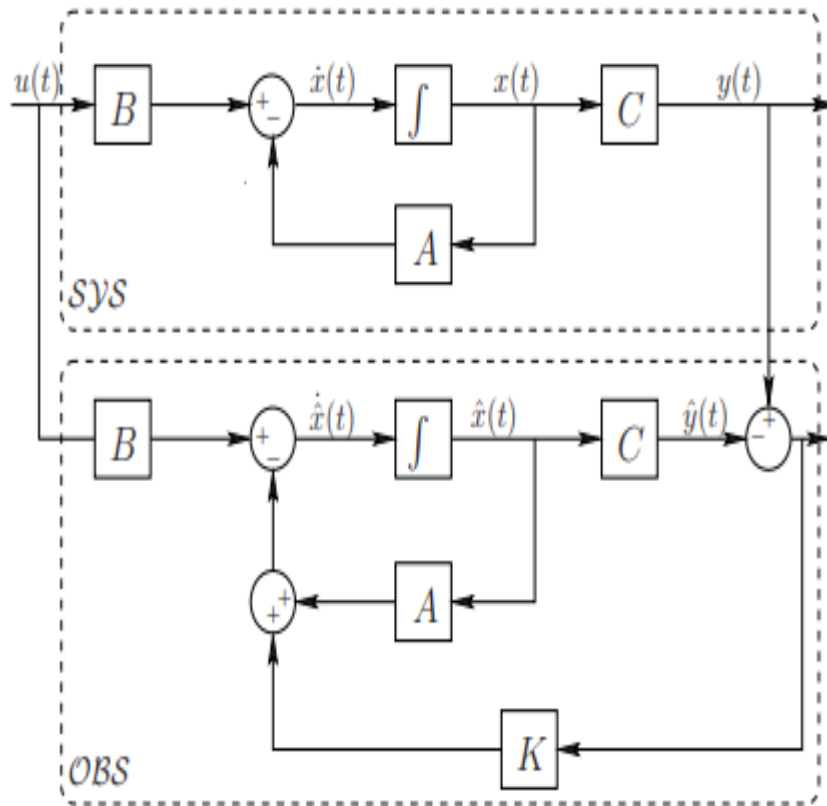 u(t)
B
+
−
ẋ(t)
∫
x(t)
C
y(t)
A
SYS
B
+
−
x̂̇(t)
∫
x̂(t)
C
ŷ(t)
−
+
+
+
A
K
OBS